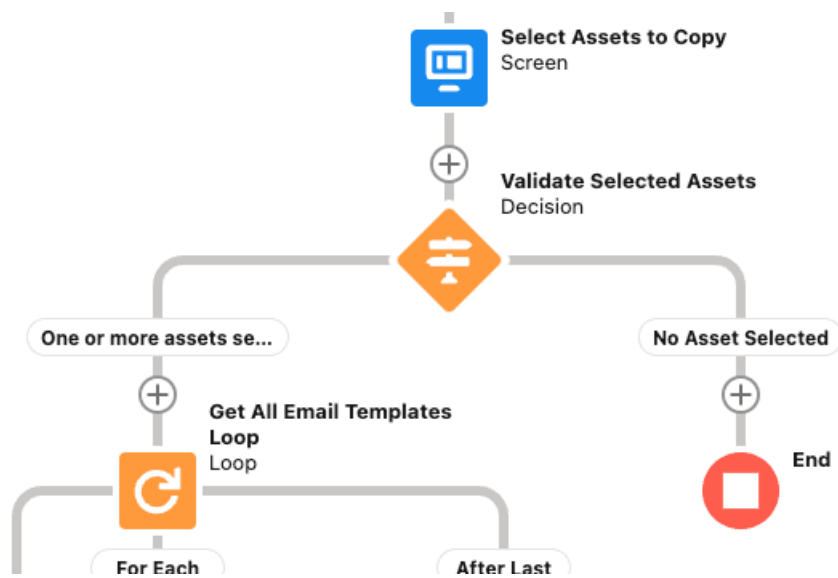 Select Assets to Copy
Screen
Validate Selected Assets
Decision
One or more assets se...
No Asset Selected
Get All Email Templates
Loop
Loop
End
For Each
After Last